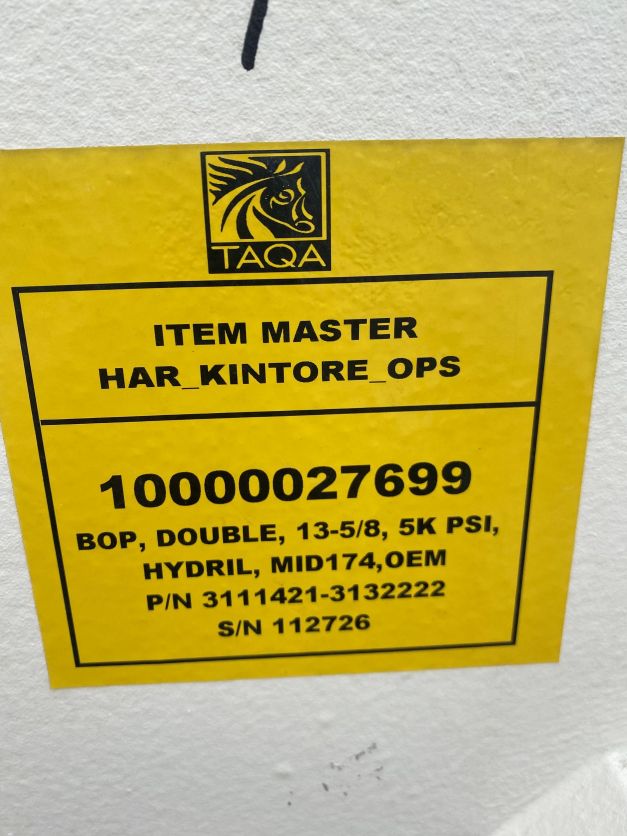 TAQA
ITEM MASTER
HAR_KINTORE_OPS
10000027699
BOP, DOUBLE, 13-5/8, 5K PSI,
HYDRIL, MID174,OEM
P/N 3111421-3132222
S/N 112726